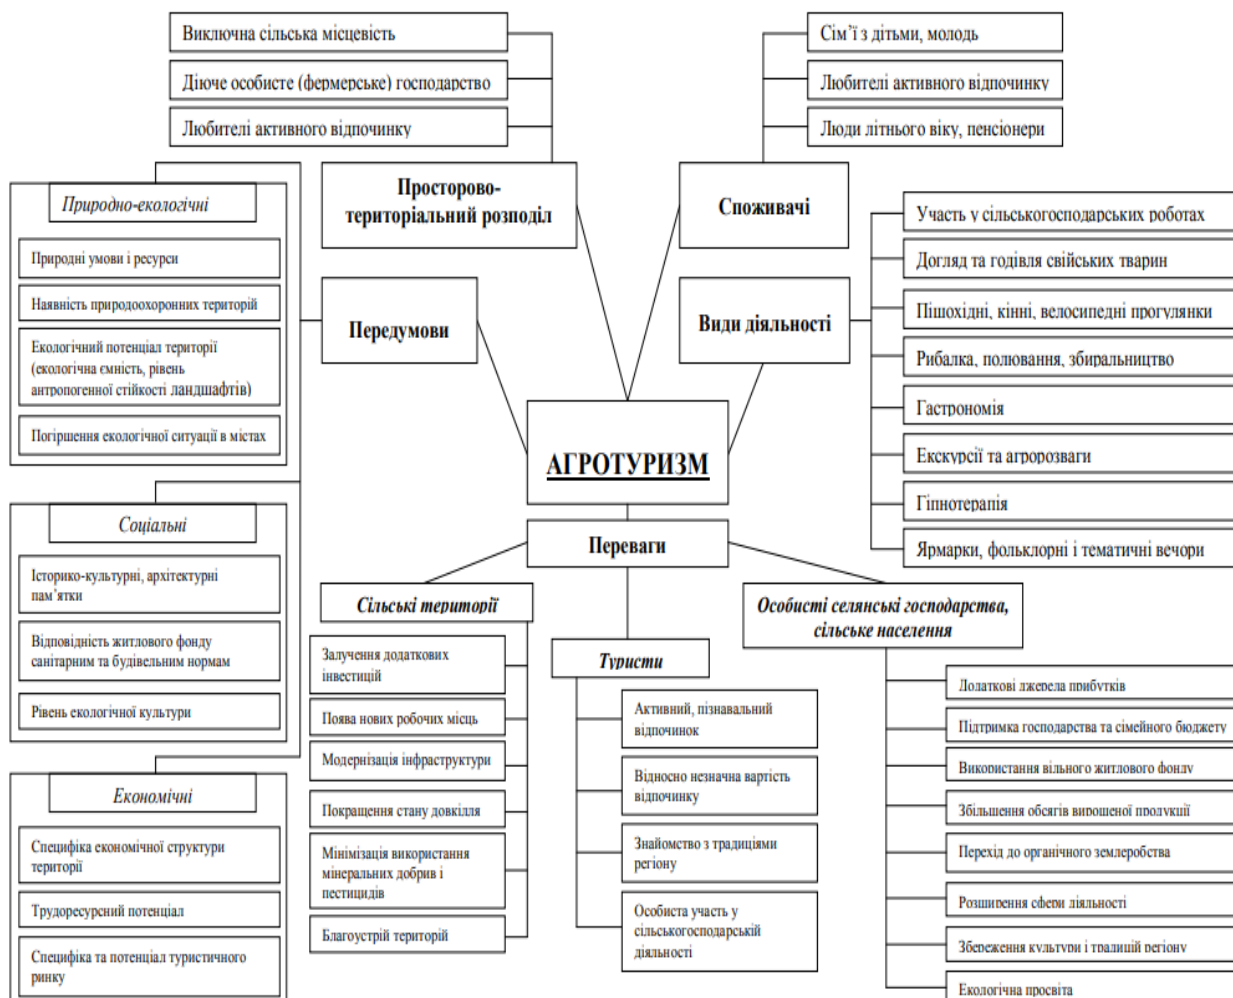 Виключна сільська місцевість
Діюче особисте (фермерське) господарство
Любителі активного відпочинку
Просторово-
територіальний розподіл
Сім’ї з дітьми, молодь
Любителі активного відпочинку
Люди літнього віку, пенсіонери
Споживачі
Природно-екологічні
Природні умови і ресурси
Наявність природоохоронних територій
Екологічний потенціал території
(екологічна ємність, рівень
антропогенної стійкості ландшафтів)
Погіршення екологічної ситуації в містах
Передумови
Види діяльності
Участь у сільськогосподарських роботах
Догляд та годівля свійських тварин
Пішохідні, кінні, велосипедні прогулянки
Рибалка, полювання, збиральництво
Гастрономія
Екскурсії та агророзваги
Гіпнотерапія
Ярмарки, фольклорні і тематичні вечори
АГРОТУРИЗМ
Соціальні
Історико-культурні, архітектурні
пам’ятки
Відповідність житлового фонду
санітарним та будівельним нормам
Рівень екологічної культури
Економічні
Специфіка економічної структури
території
Трудоресурсний потенціал
Специфіка та потенціал туристичного
ринку
Переваги
Сільські території
Залучення додаткових
інвестицій
Поява нових робочих місць
Модернізація інфраструктури
Покращення стану довкілля
Мінімізація використання
мінеральних добрив і
пестицидів
Благоустрій територій
Туристи
Активний, пізнавальний
відпочинок
Відносно незначна вартість
відпочинку
Знайомство з традиціями
регіону
Особиста участь у
сільськогосподарській
діяльності
Особисті селянські господарства,
сільське населення
Додаткові джерела прибутків
Підтримка господарства та сімейного бюджету
Використання вільного житлового фонду
Збільшення обсягів вирощеної продукції
Перехід до органічного землеробства
Розширення сфери діяльності
Збереження культури і традицій регіону
Екологічна просвіта